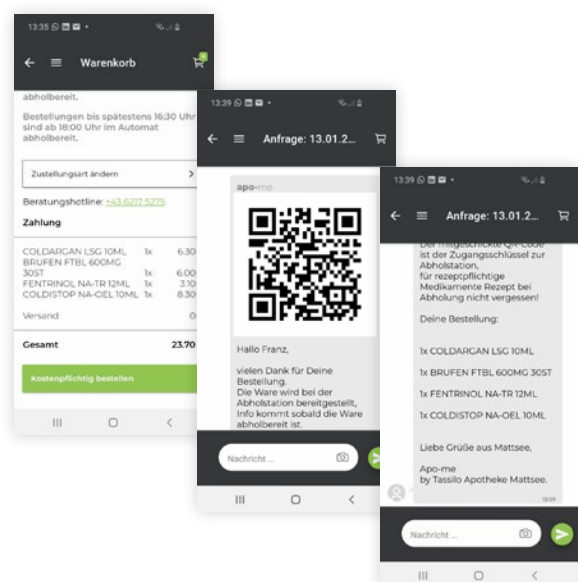 13:35
Warenkorb
abholbereit.
Bestellungen bis spätestens 16:30 Uhr
sind ab 18:00 Uhr im Automat
abholbereit.
Zustellungsart ändern
Beratungshotline: +43 6217 5275
Zahlung
COLDARGAN LSG 10ML 1x 6.30
BRUFEN FTBL 600MG
30ST 1x 6.00
FENTRINOL NA-TR 12ML 1x 3.10
COLDISTOP NA-OEL 10ML 1x 8.30
Versand 0
Gesamt 23.70
Kostenpflichtig bestellen
13:39
Anfrage: 13.01.2...
apo-me
Hallo Franz,
vielen Dank für Deine
Bestellung.
Die Ware wird bei der
Abholstation bereitgestellt,
Info kommt sobald die Ware
abholbereit ist.
Nachricht ...
13:39
Anfrage: 13.01.2...
Der mitgeschickte QR-Code
ist der Zugangsschlüssel zur
Abholstation,
für rezeptpflichtige
Medikamente Rezept bei
Abholung nicht vergessen!
Deine Bestellung:
1x COLDARGAN LSG 10ML
1x BRUFEN FTBL 600MG 30ST
1x FENTRINOL NA-TR 12ML
1x COLDISTOP NA-OEL 10ML
Liebe Grüße aus Mattsee,
Apo-me
by Tassilo Apotheke Mattsee.
13:39
Nachricht ...